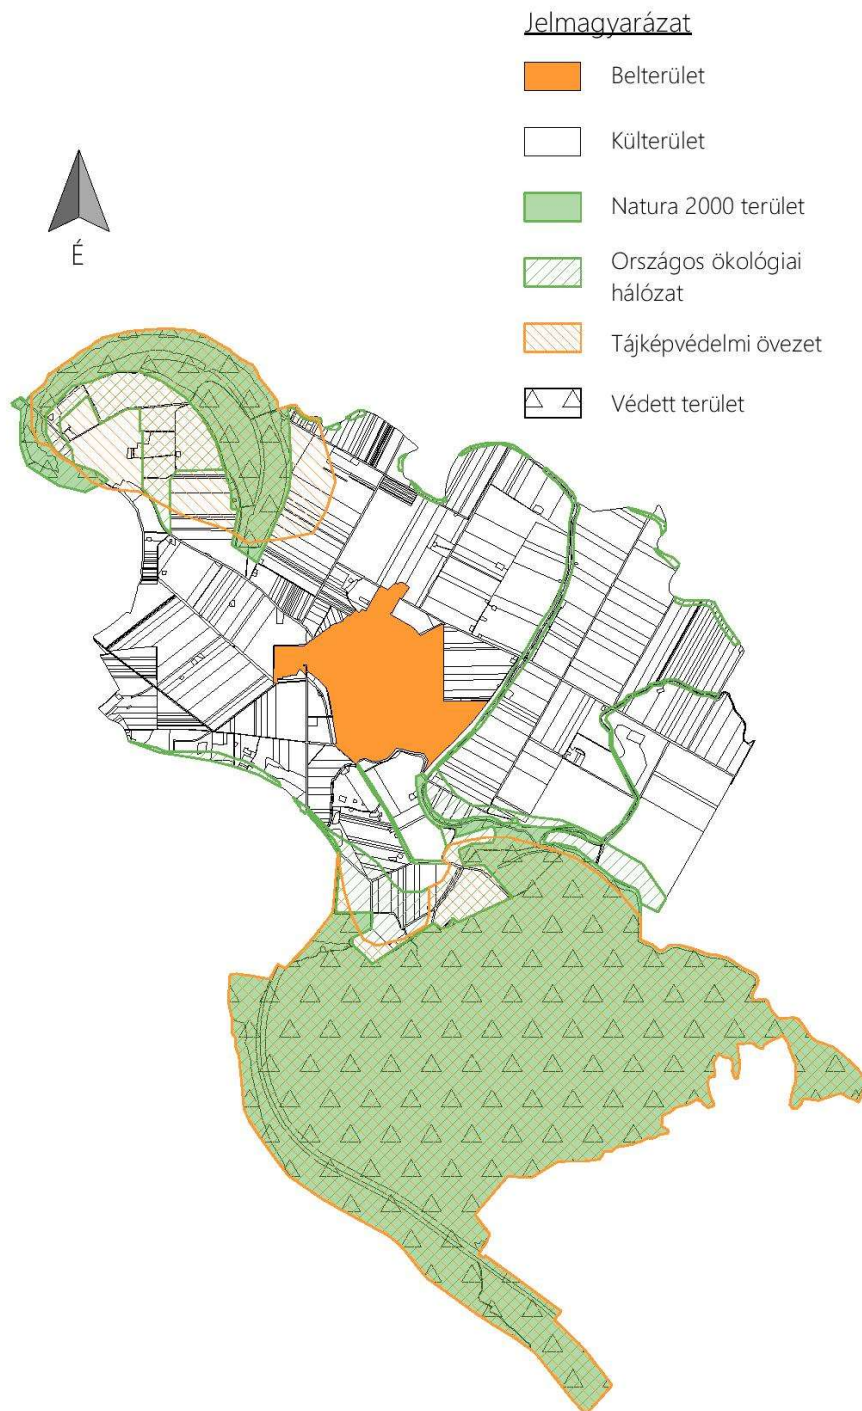 Jelmagyarázat
Belterület
Külterület
Natura 2000 terület
Országos ökológiai
hálózat
Tájképvédelmi övezet
Védett terület
É